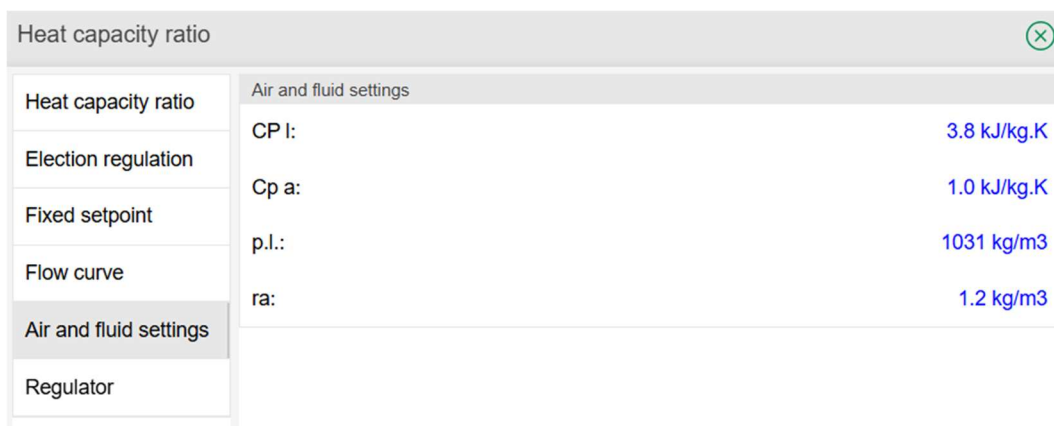 Heat capacity ratio
Heat capacity ratio
Election regulation
Fixed setpoint
Flow curve
Air and fluid settings
Regulator
Air and fluid settings
CP l: 3.8 kJ/kg.K
Cp a: 1.0 kJ/kg.K
p.l.: 1031 kg/m3
ra: 1.2 kg/m3